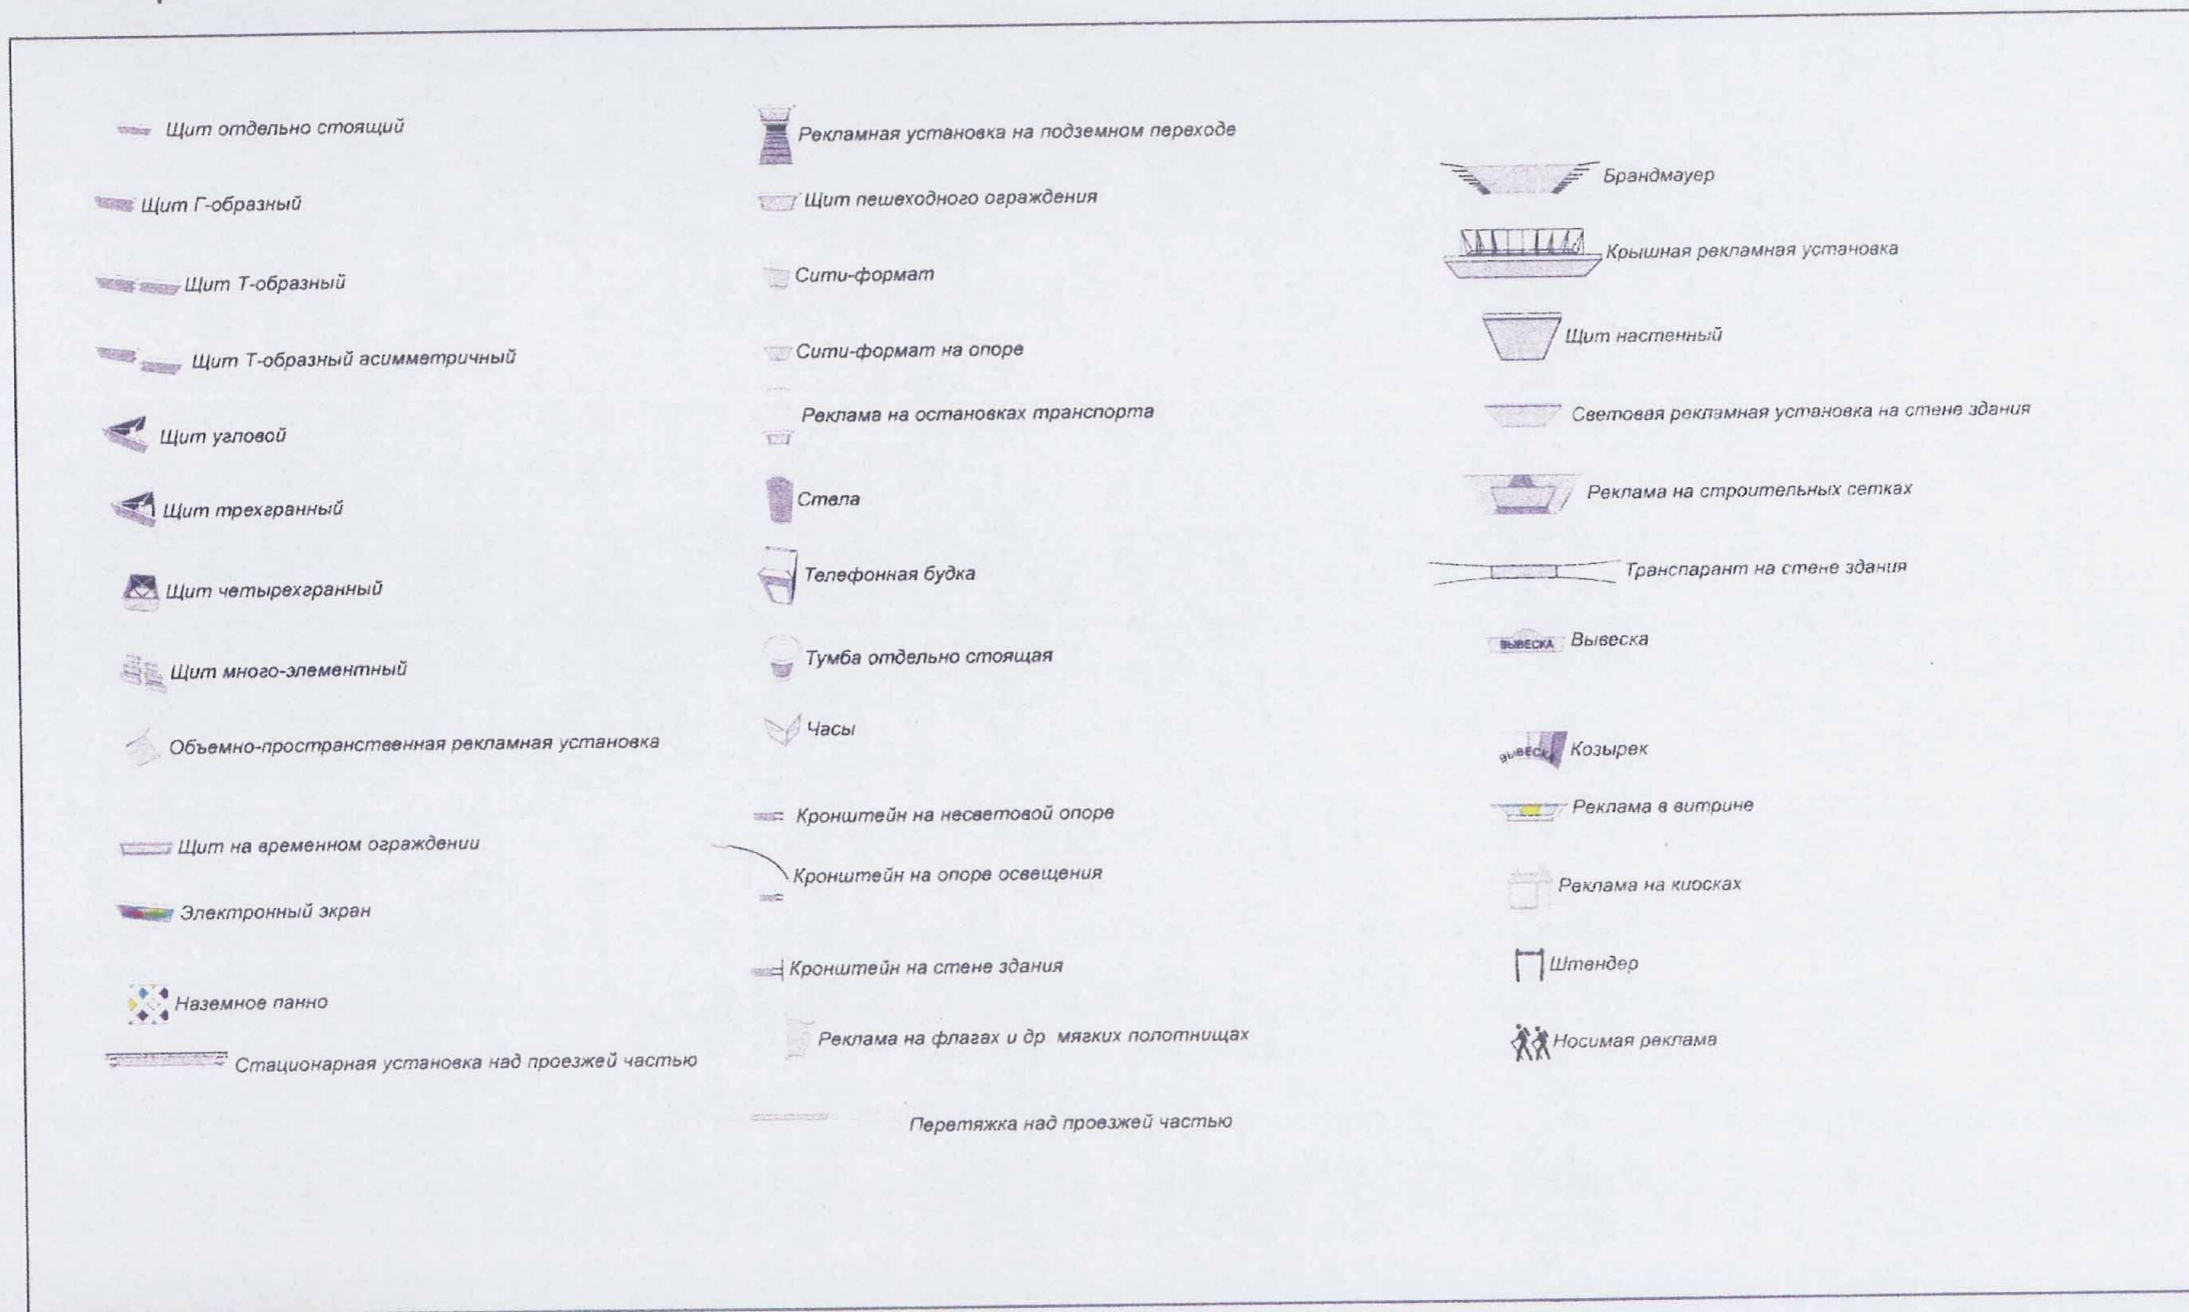 Щит отдельно стоящий
Щит Г-образный
Щит Т-образный
Щит Т-образный асимметричный
Щит угловой
Щит трехгранный
Щит четырехгранный
Щит много-элементный
Объемно-пространственная рекламная установка
Щит на временном ограждении
Электронный экран
Наземное панно
Стационарная установка над проезжей частью
Рекламная установка на подземном переходе
Щит пешеходного ограждения
Сити-формат
Сити-формат на опоре
Реклама на остановках транспорта
Стела
Телефонная будка
Тумба отдельно стоящая
Часы
Кронштейн на несветовой опоре
Кронштейн на опоре освещения
Кронштейн на стене здания
Реклама на флагах и др. мягких полотнищах
Перетяжка над проезжей частью
Брандмауер
Крышная рекламная установка
Щит настенный
Световая рекламная установка на стене здания
Реклама на строительных сетках
Транспарант на стене здания
ВЫВЕСКА Вывеска
ВЫВЕСКА Козырек
Реклама в витрине
Реклама на киосках
Штендер
Носимая реклама